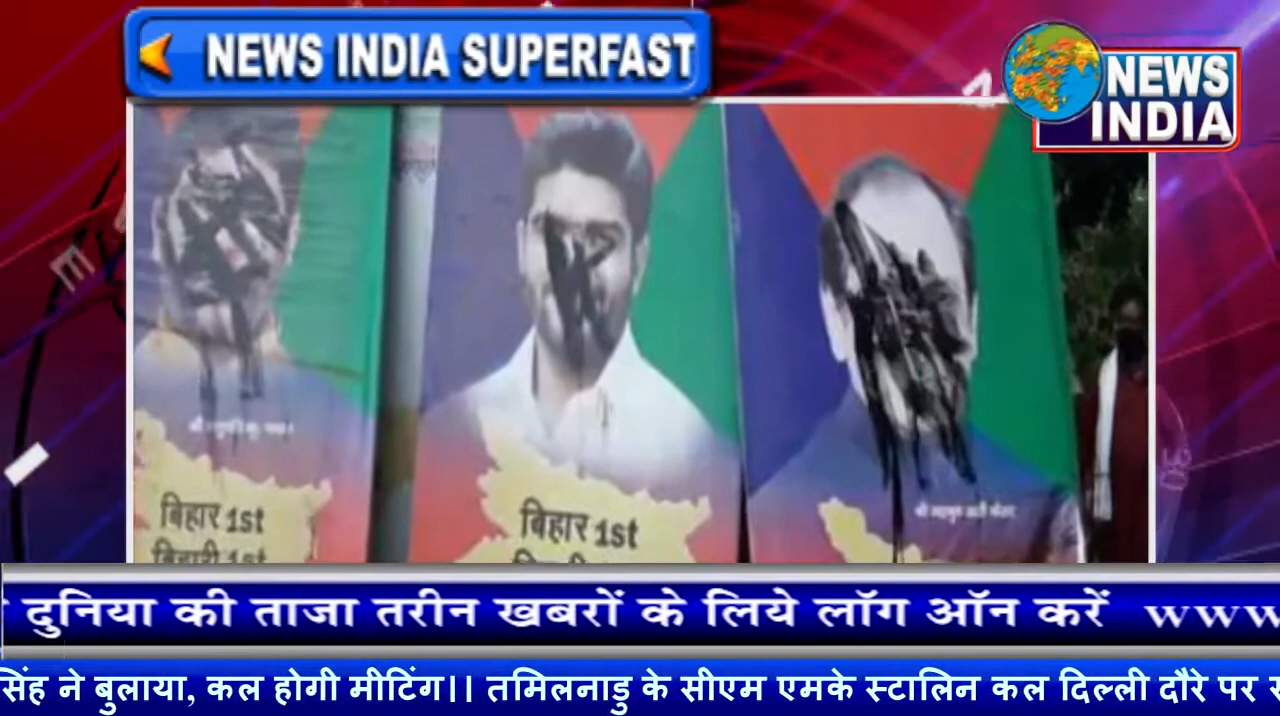 NEWS INDIA SUPERFAST
NEWS
INDIA
बिहार 1st
बिहारी 1st
बिहार 1st
दुनिया की ताजा तरीन खबरों के लिये लॉग ऑन करें www
सिंह ने बुलाया, कल होगी मीटिंग।। तमिलनाडु के सीएम एमके स्टालिन कल दिल्ली दौरे पर